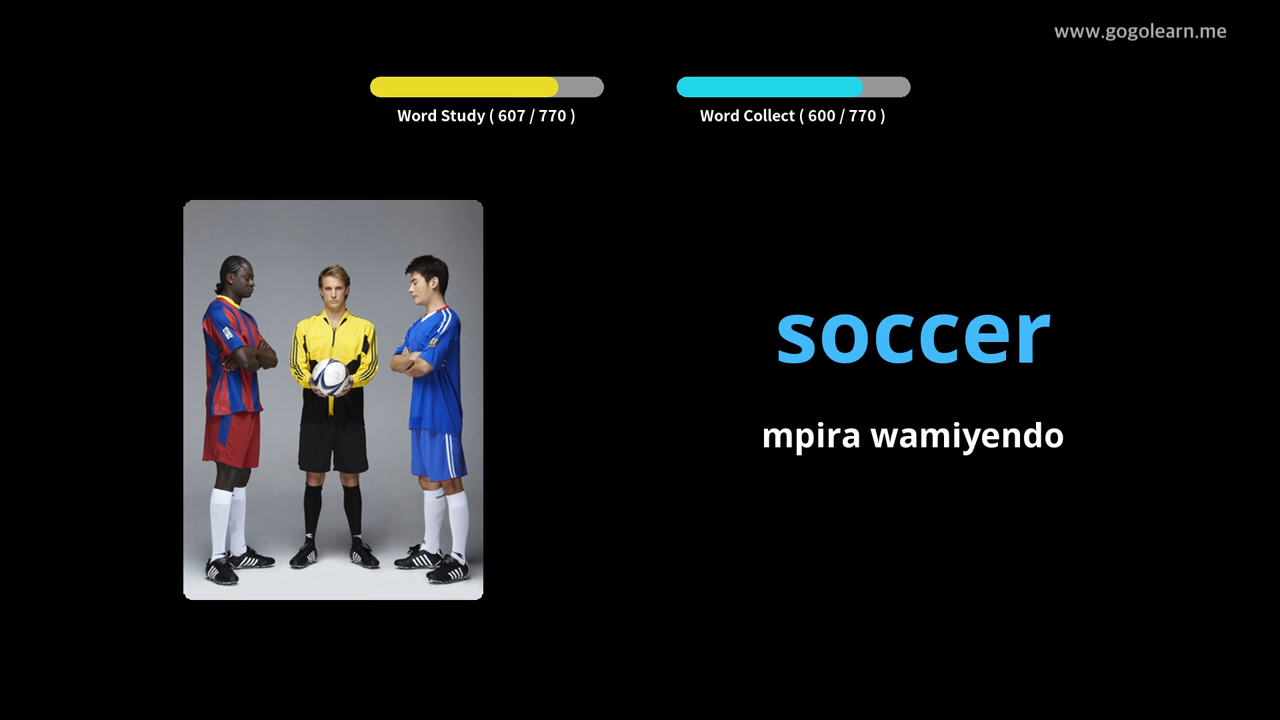 www.gogolearn.me
Word Study ( 607 / 770 )
Word Collect ( 600 / 770 )
soccer
mpira wamiyendo